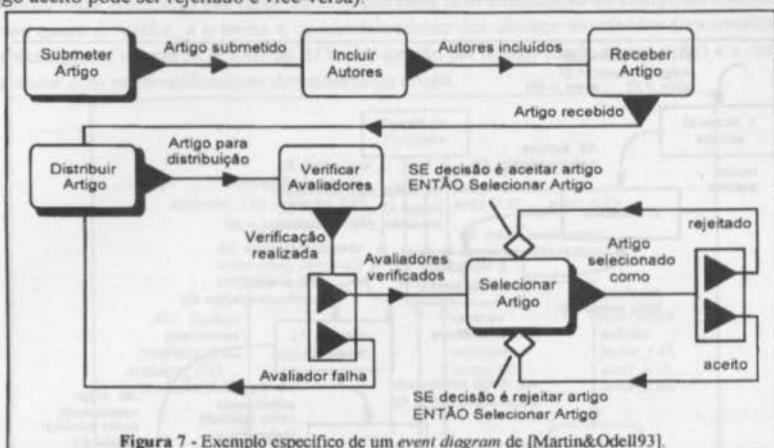 go aceito pode ser rejeitado e vice-versa).
Submeter
Artigo
Artigo submetido
Incluir
Autores
Autores incluídos
Receber
Artigo
Artigo recebido
Distribuir
Artigo
Artigo para
distribuição
Verificar
Avaliadores
SE decisão é aceitar artigo
ENTÃO Selecionar Artigo
rejeitado
Verificação
realizada
Avaliadores
verificados
Selecionar
Artigo
Artigo
selecionado
como
Avaliador falha
aceito
SE decisão é rejeitar artigo
ENTÃO Selecionar Artigo
Figura 7 - Exemplo específico de um event diagram de [Martin&Odell93].